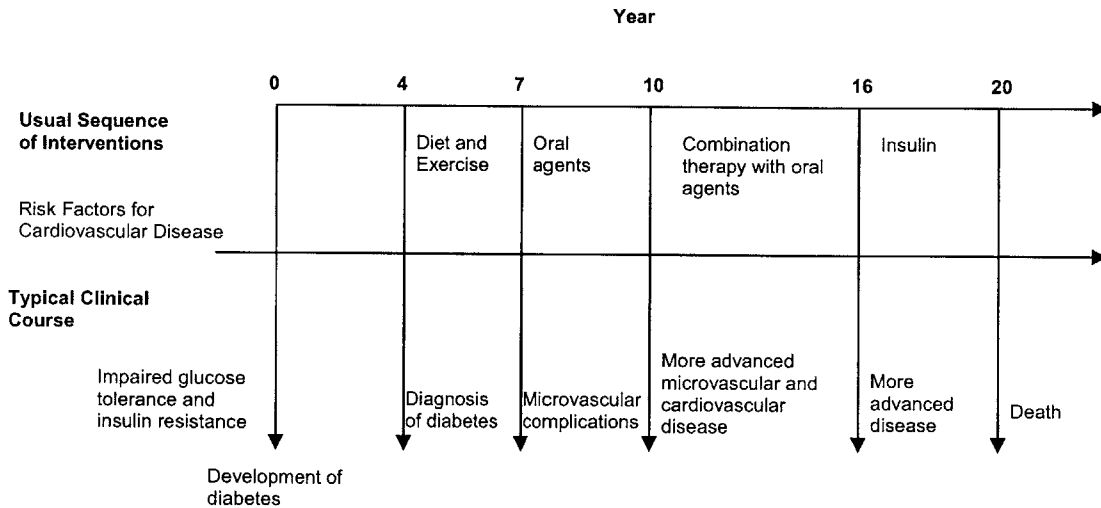 Year
0
4
7
10
16
20
Usual Sequence
of Interventions
Diet and
Exercise
Oral
agents
Combination
therapy with oral
agents
Insulin
Risk Factors for
Cardiovascular Disease
Typical Clinical
Course
Impaired glucose
tolerance and
insulin resistance
Development of
diabetes
Diagnosis
of diabetes
Microvascular
complications
More advanced
microvascular and
cardiovascular
disease
More
advanced
disease
Death